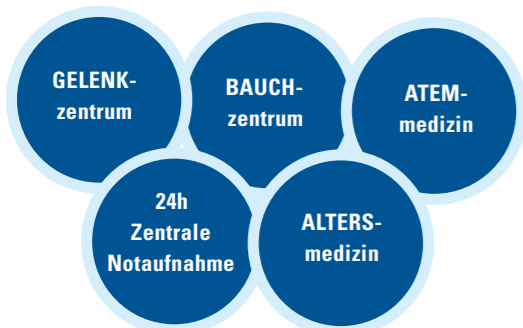 GELENK-
zentrum
BAUCH-
zentrum
ATEM-
medizin
24h
Zentrale
Notaufnahme
ALTERS-
medizin